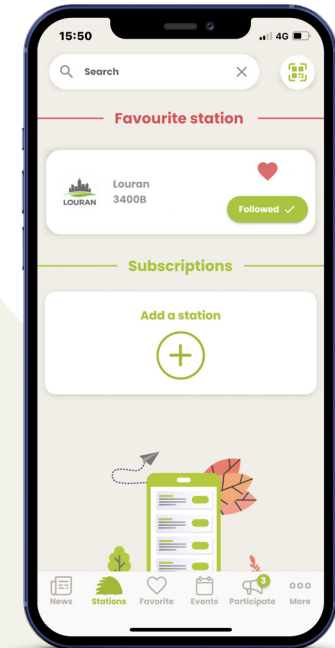 15:50
4G
Search
Favourite station
Louran
3400B
LOURAN
Followed
Subscriptions
Add a station
3
News
Stations
Favorite
Events
Participate
More